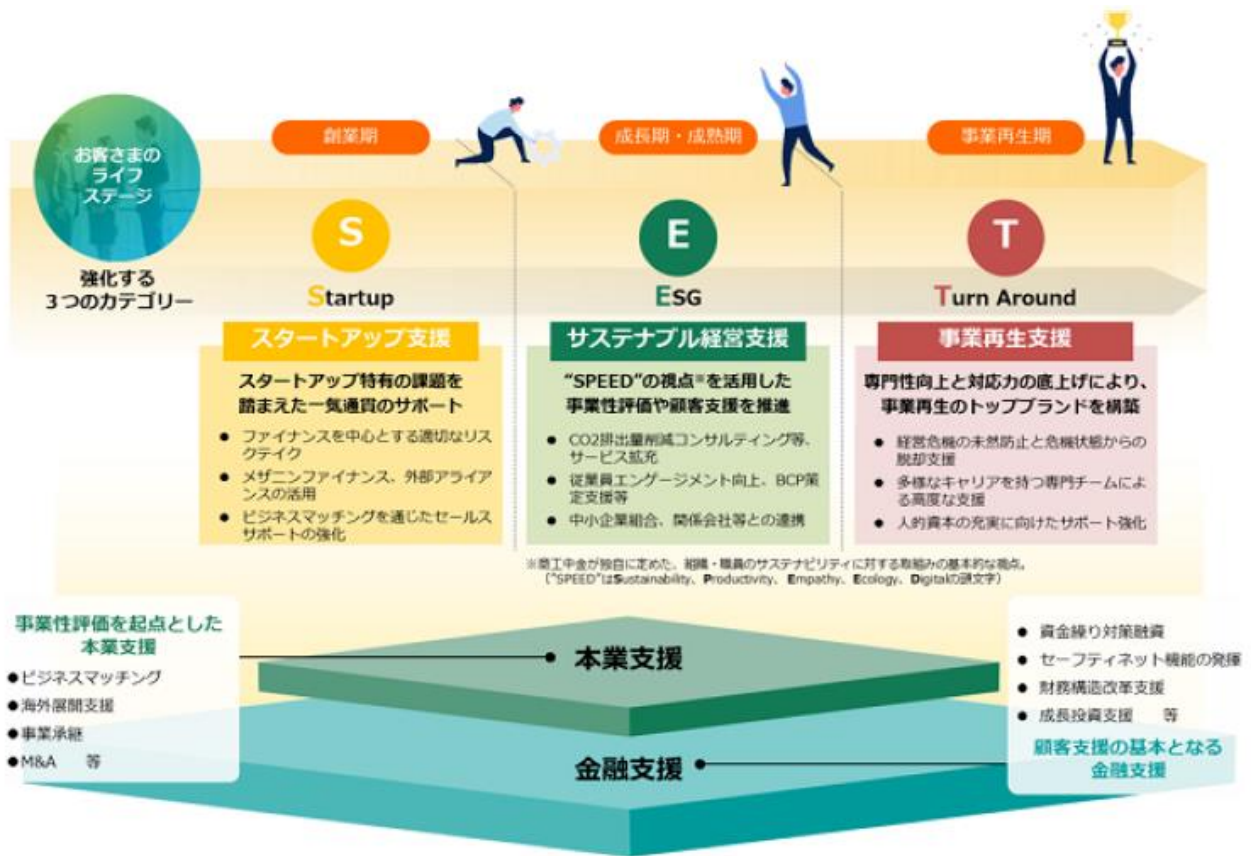 お客さまの
ライフ
ステージ
創業期
成長期・成熟期
事業再生期
強化する
3つのカテゴリー
S
Startup
E
ESG
T
Turn Around
スタートアップ支援
スタートアップ特有の課題を
踏まえた一気通貫のサポート
● ファイナンスを中心とする適切なリス
クテイク
● メザニンファイナンス、外部アライア
ンスの活用
● ビジネスマッチングを通じたセールス
サポートの強化
サステナブル経営支援
“SPEED”の視点※を活用した
事業性評価や顧客支援を推進
● CO2排出量削減コンサルティング等、
サービス拡充
● 従業員エンゲージメント向上、BCP策
定支援等
● 中小企業組合、関係会社等との連携
事業再生支援
専門性向上と対応力の底上げにより、
事業再生のトップブランドを構築
● 経営危機の未然防止と危機状態からの
脱却支援
● 多様なキャリアを持つ専門チームによ
る高度な支援
● 人的資本の充実に向けたサポート強化
※商工中金が独自に定めた、組織・職員のサステナビリティに対する取組みの基本的な視点。
(“SPEED”はSustainability、Productivity、Empathy、Ecology、Digitalの頭文字)
事業性評価を起点とした
本業支援
●ビジネスマッチング
●海外展開支援
●事業承継
●M&A 等
本業支援
金融支援
● 資金繰り対策融資
● セーフティネット機能の発揮
● 財務構造改革支援
● 成長投資支援 等
顧客支援の基本となる
金融支援